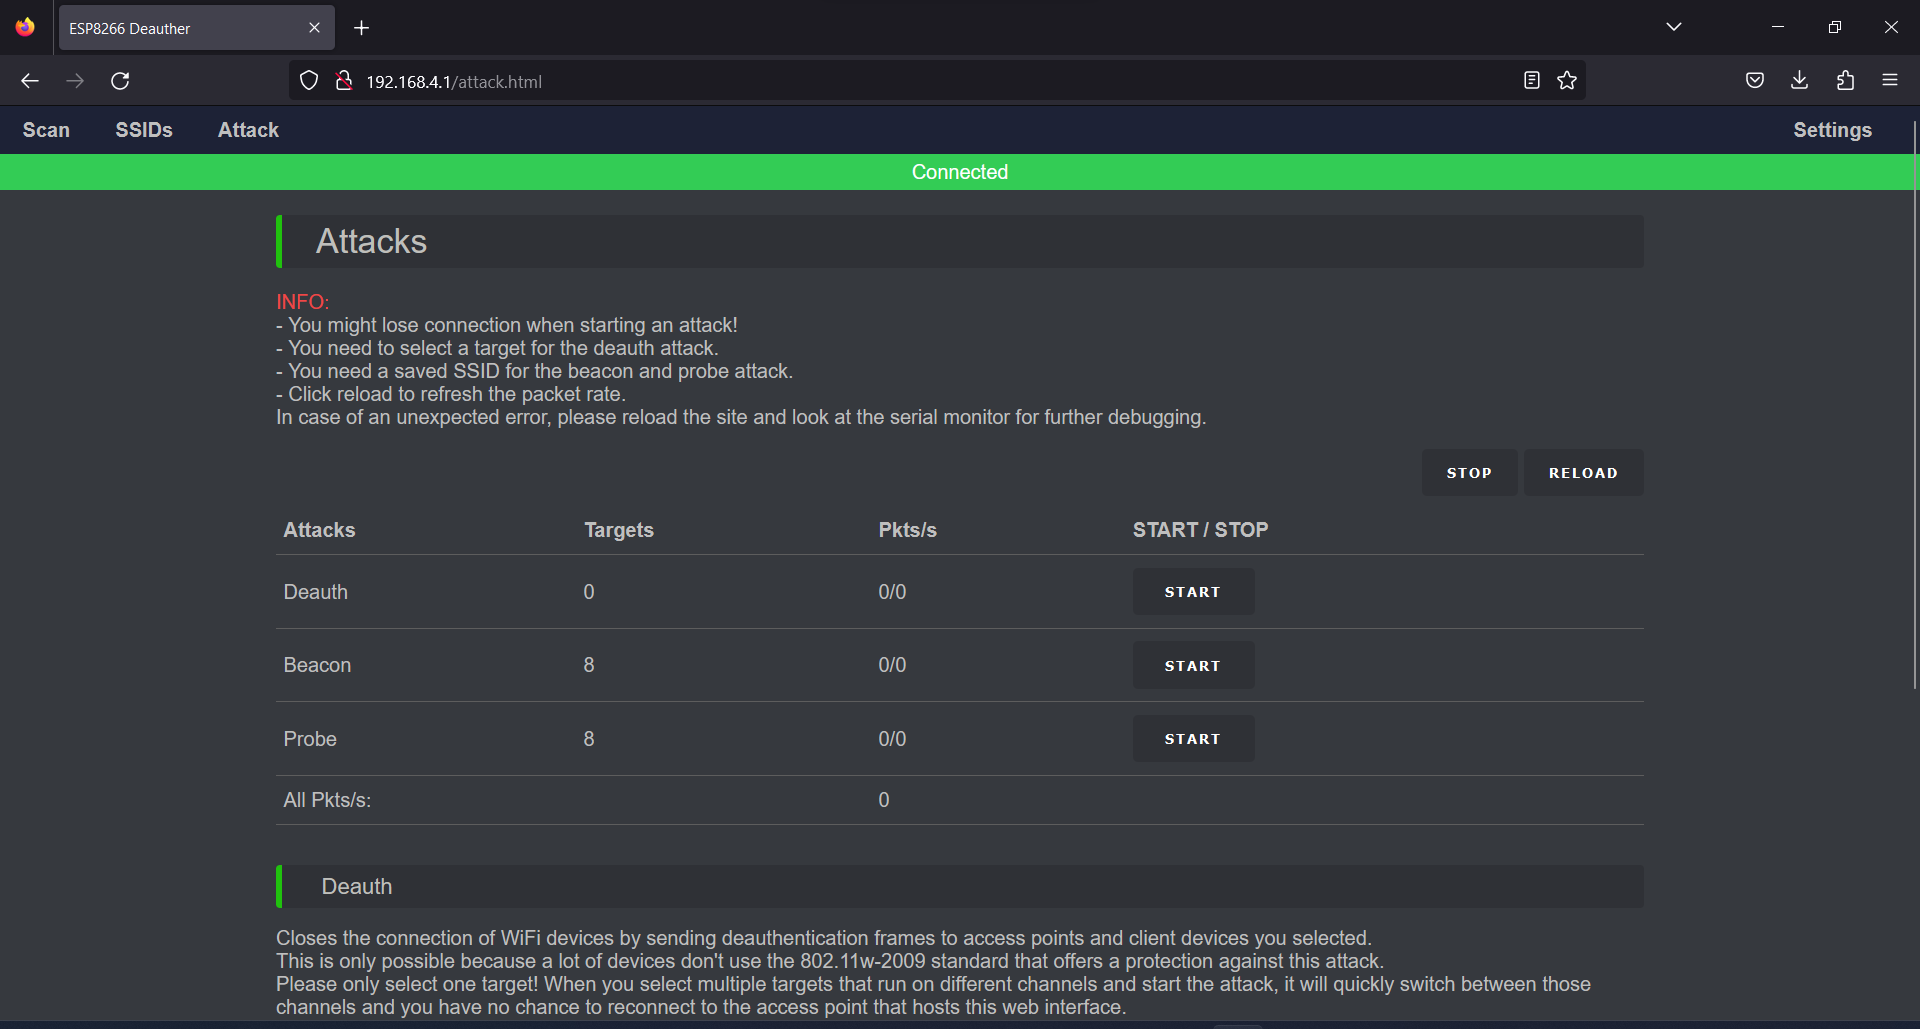 ESP8266 Deauther
192.168.4.1/attack.html
Scan SSIDs Attack Settings
Connected
Attacks
INFO:
- You might lose connection when starting an attack!
- You need to select a target for the deauth attack.
- You need a saved SSID for the beacon and probe attack.
- Click reload to refresh the packet rate.
In case of an unexpected error, please reload the site and look at the serial monitor for further debugging.
STOP RELOAD
Attacks Targets Pkts/s START / STOP
Deauth 0 0/0 START
Beacon 8 0/0 START
Probe 8 0/0 START
All Pkts/s: 0
Deauth
Closes the connection of WiFi devices by sending deauthentication frames to access points and client devices you selected.
This is only possible because a lot of devices don't use the 802.11w-2009 standard that offers a protection against this attack.
Please only select one target! When you select multiple targets that run on different channels and start the attack, it will quickly switch between those
channels and you have no chance to reconnect to the access point that hosts this web interface.